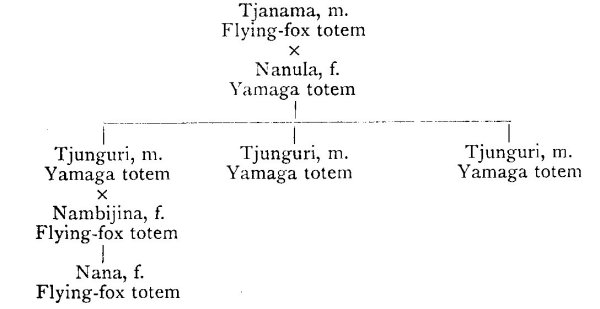 Tjanama, m.
Flying-fox totem
×
Nanula, f.
Yamaga totem
Tjunguri, m.
Yamaga totem
×
Nambijina, f.
Flying-fox totem
Nana, f.
Flying-fox totem
Tjunguri, m.
Yamaga totem
Tjunguri, m.
Yamaga totem